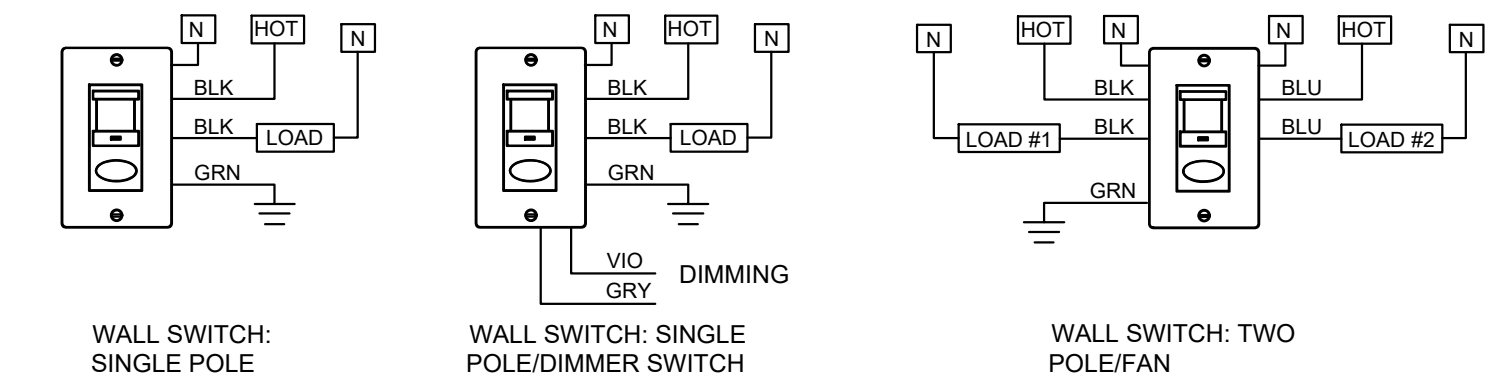 N HOT N
BLK
BLK LOAD
GRN
WALL SWITCH:
SINGLE POLE
N HOT N
BLK
BLK LOAD
GRN
VIO DIMMING
GRY
WALL SWITCH: SINGLE
POLE/DIMMER SWITCH
N HOT N N HOT N
BLK BLU
LOAD #1 BLK BLU LOAD #2
GRN
WALL SWITCH: TWO
POLE/FAN